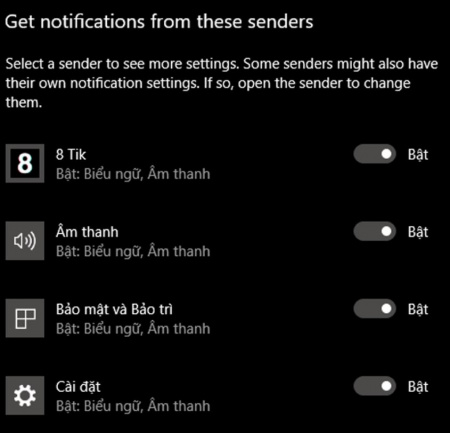 Get notifications from these senders
Select a sender to see more settings. Some senders might also have
their own notification settings. If so, open the sender to change
them.
8
8 Tik
Bật
Bật: Biểu ngữ, Âm thanh
Âm thanh
Bật
Bật: Biểu ngữ, Âm thanh
Bảo mật và Bảo trì
Bật
Bật: Biểu ngữ, Âm thanh
Cài đặt
Bật
Bật: Biểu ngữ, Âm thanh